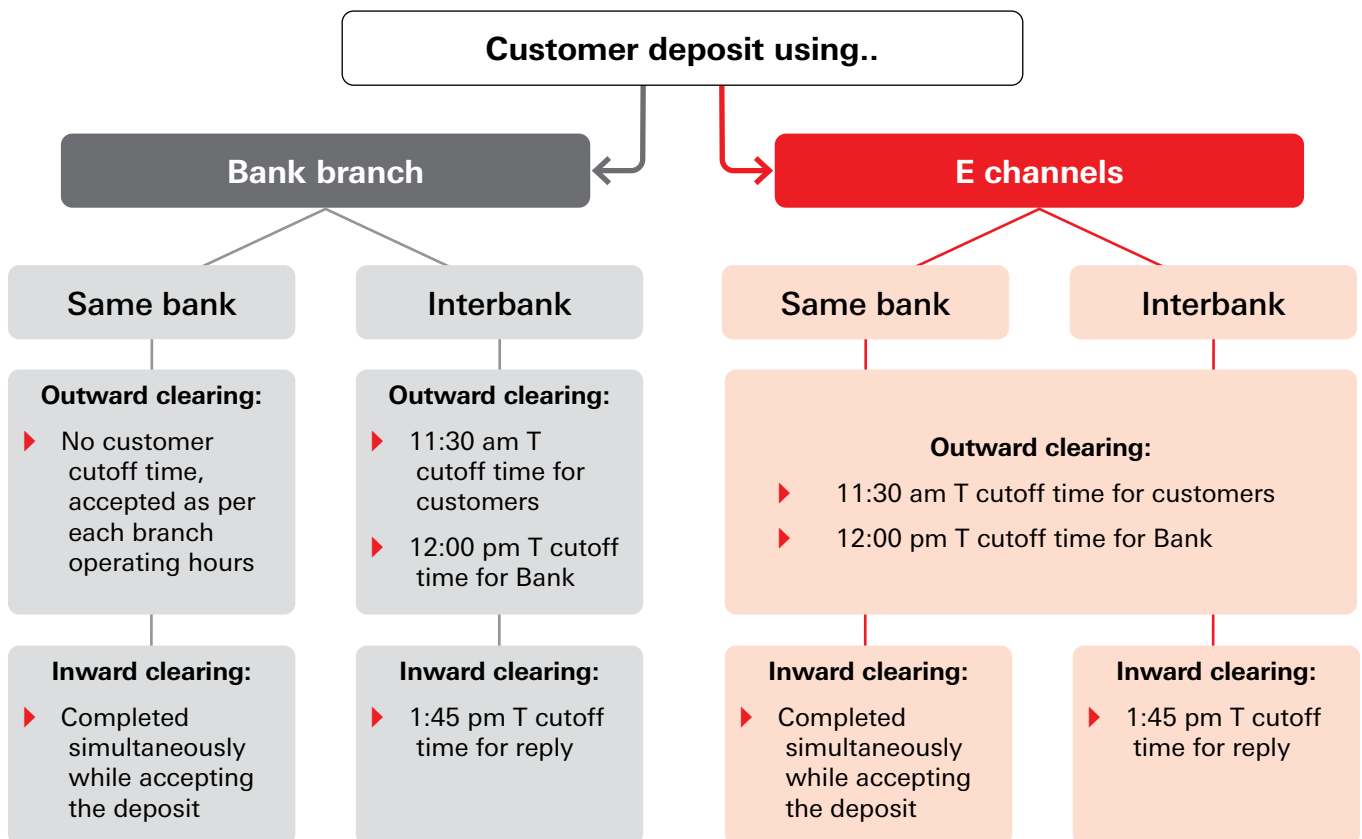 Customer deposit using..
Bank branch
E channels
Same bank
Interbank
Same bank
Interbank
Outward clearing:
No customer
cutoff time,
accepted as per
each branch
operating hours
Outward clearing:
11:30 am T
cutoff time for
customers
12:00 pm T cutoff
time for Bank
Outward clearing:
11:30 am T cutoff time for customers
12:00 pm T cutoff time for Bank
Inward clearing:
Completed
simultaneously
while accepting
the deposit
Inward clearing:
1:45 pm T cutoff
time for reply
Inward clearing:
Completed
simultaneously
while accepting
the deposit
Inward clearing:
1:45 pm T cutoff
time for reply